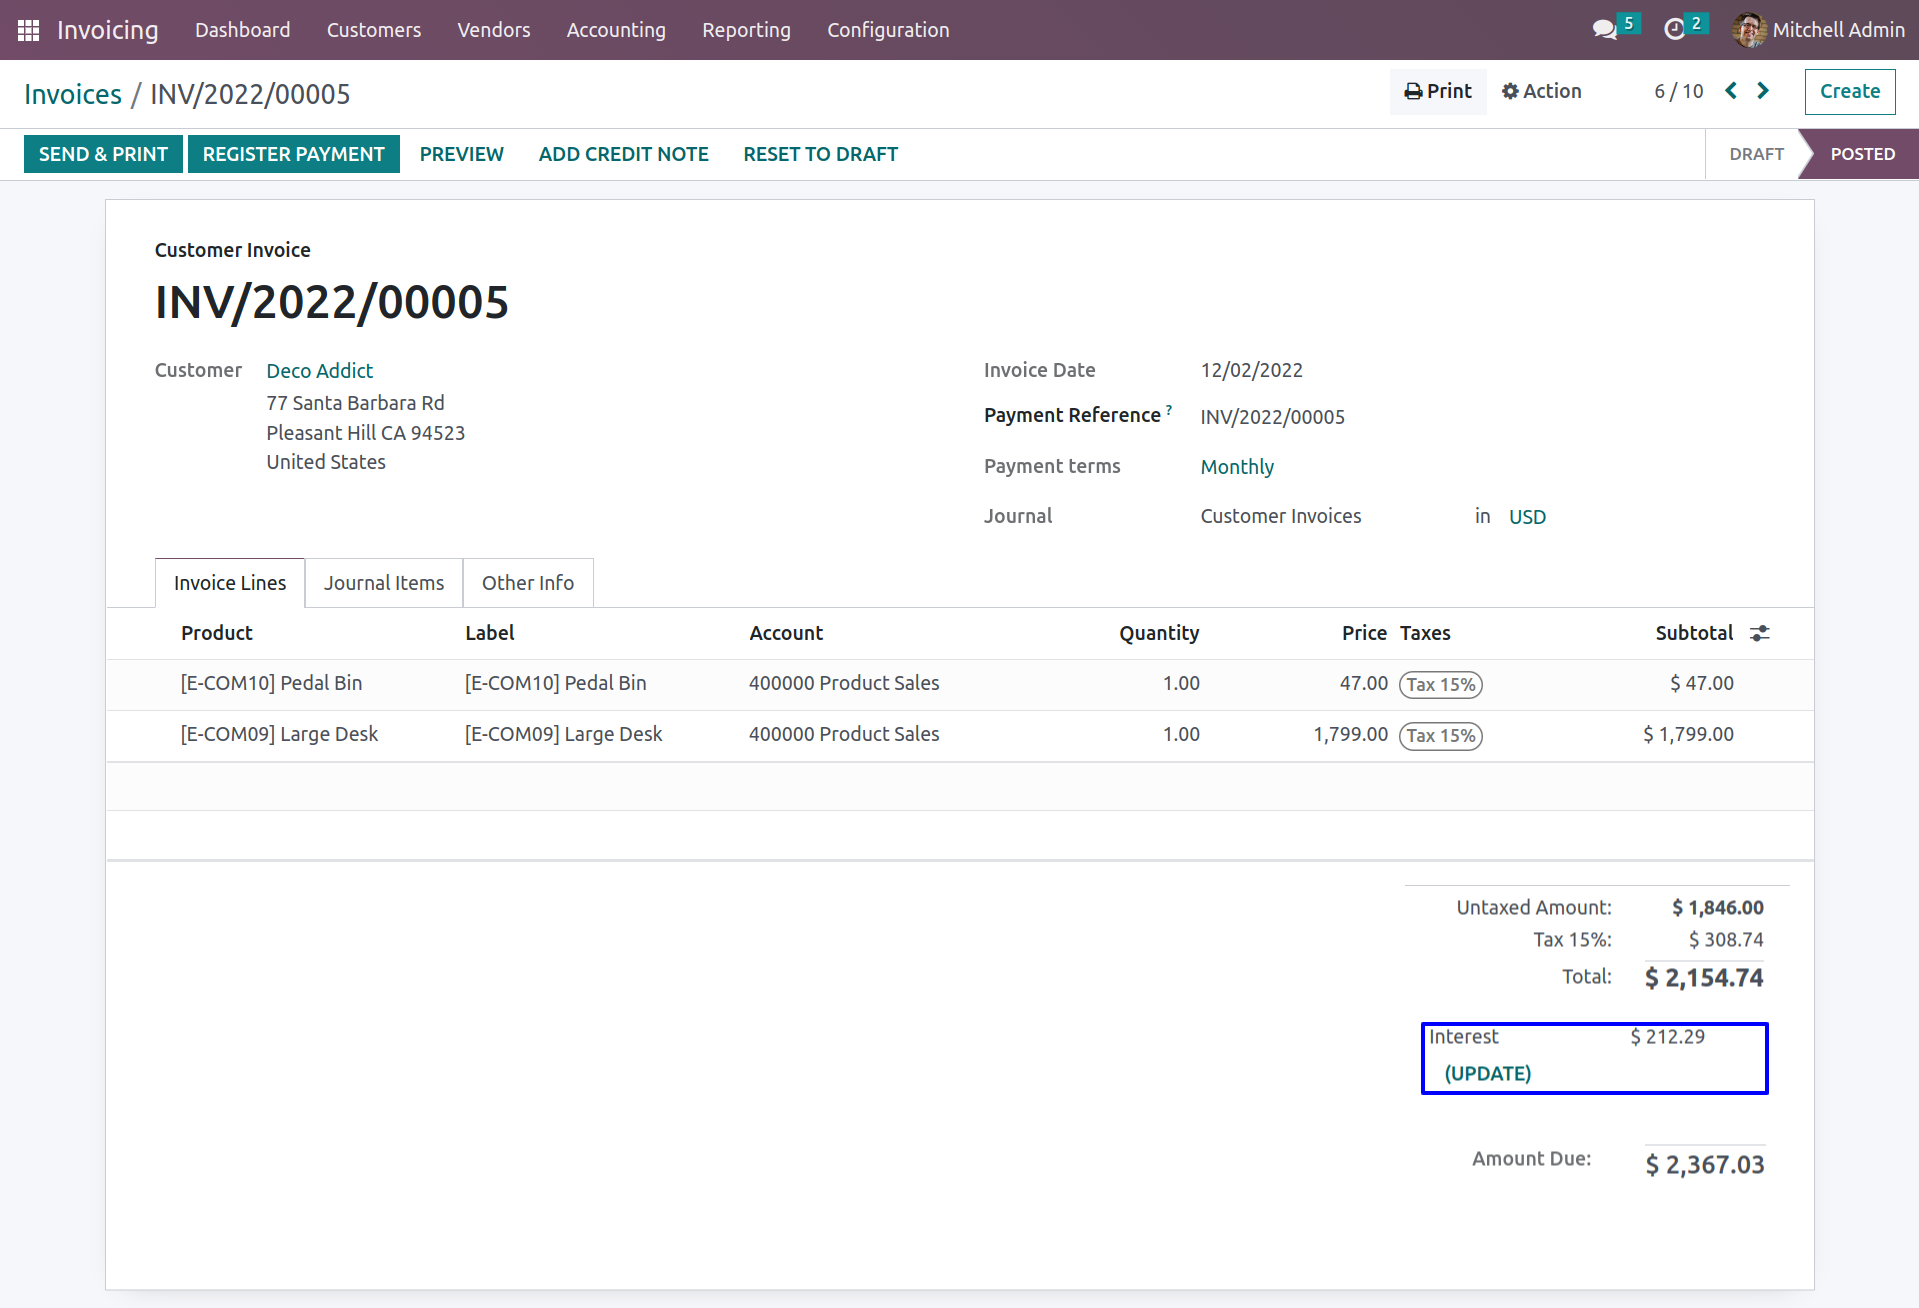 Invoicing Dashboard Customers Vendors Accounting Reporting Configuration 5 2 Mitchell Admin
Invoices / INV/2022/00005 Print Action 6 / 10 Create
SEND & PRINT REGISTER PAYMENT PREVIEW ADD CREDIT NOTE RESET TO DRAFT DRAFT POSTED
Customer Invoice
INV/2022/00005
Customer Deco Addict Invoice Date 12/02/2022
77 Santa Barbara Rd
Payment Reference ? INV/2022/00005
Pleasant Hill CA 94523
United States Payment terms Monthly
Journal Customer Invoices in USD
Invoice Lines Journal Items Other Info
Product Label Account Quantity Price Taxes Subtotal
[E-COM10] Pedal Bin [E-COM10] Pedal Bin 400000 Product Sales 1.00 47.00 Tax 15% $ 47.00
[E-COM09] Large Desk [E-COM09] Large Desk 400000 Product Sales 1.00 1,799.00 Tax 15% $ 1,799.00
Untaxed Amount: $ 1,846.00
Tax 15%: $ 308.74
Total: $ 2,154.74
Interest $ 212.29
(UPDATE)
Amount Due: $ 2,367.03